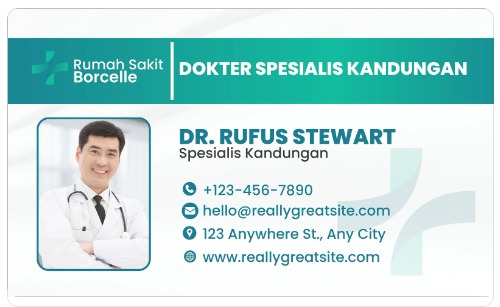 Rumah Sakit
Borcelle
DOKTER SPESIALIS KANDUNGAN
DR. RUFUS STEWART
Spesialis Kandungan
+123-456-7890
hello@reallygreatsite.com
123 Anywhere St., Any City
www.reallygreatsite.com